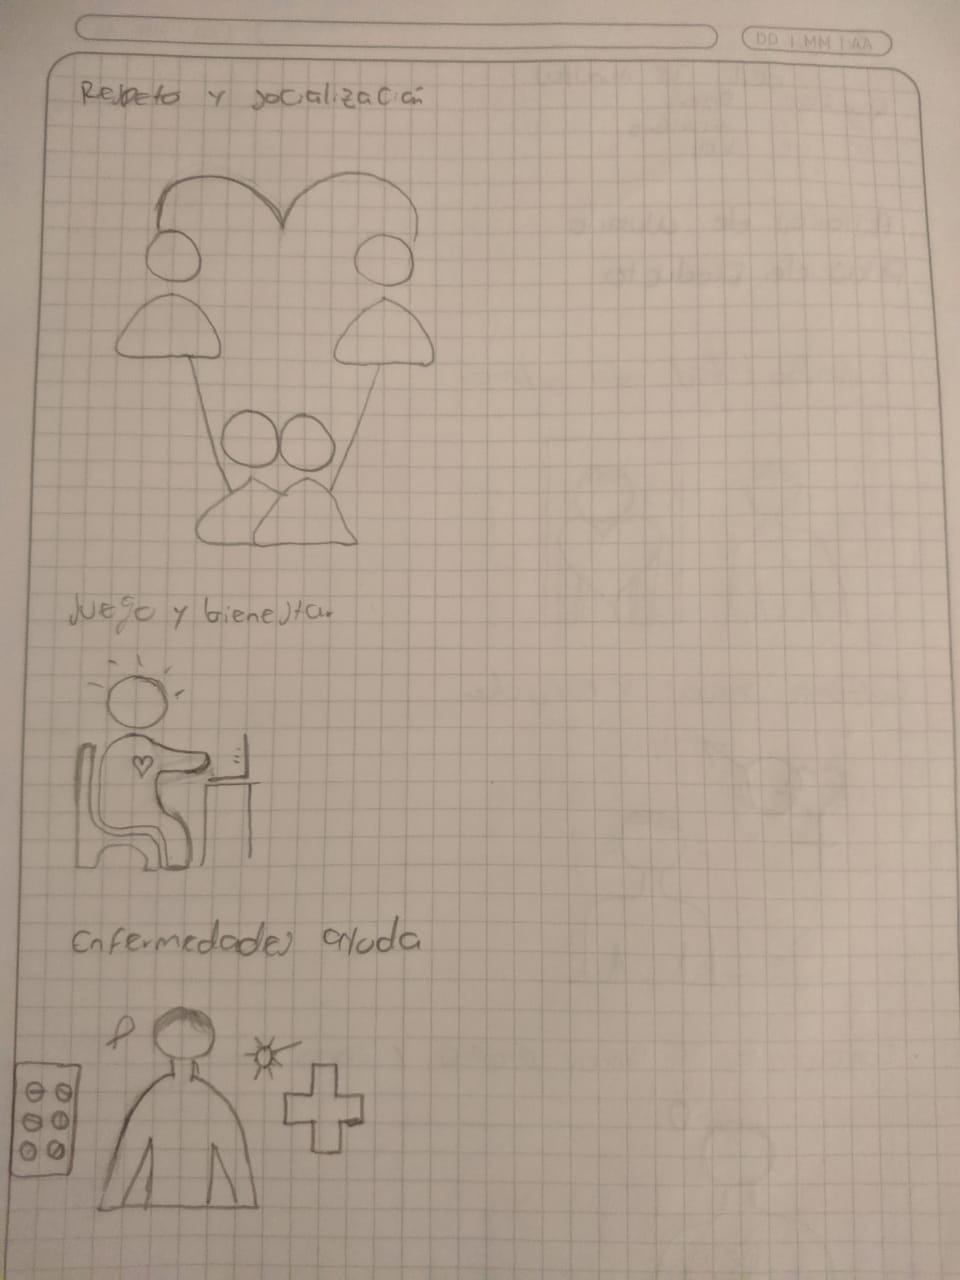 DD | MM | AA
Respeto y socialización
Juego y bienestar
Enfermedades ayuda